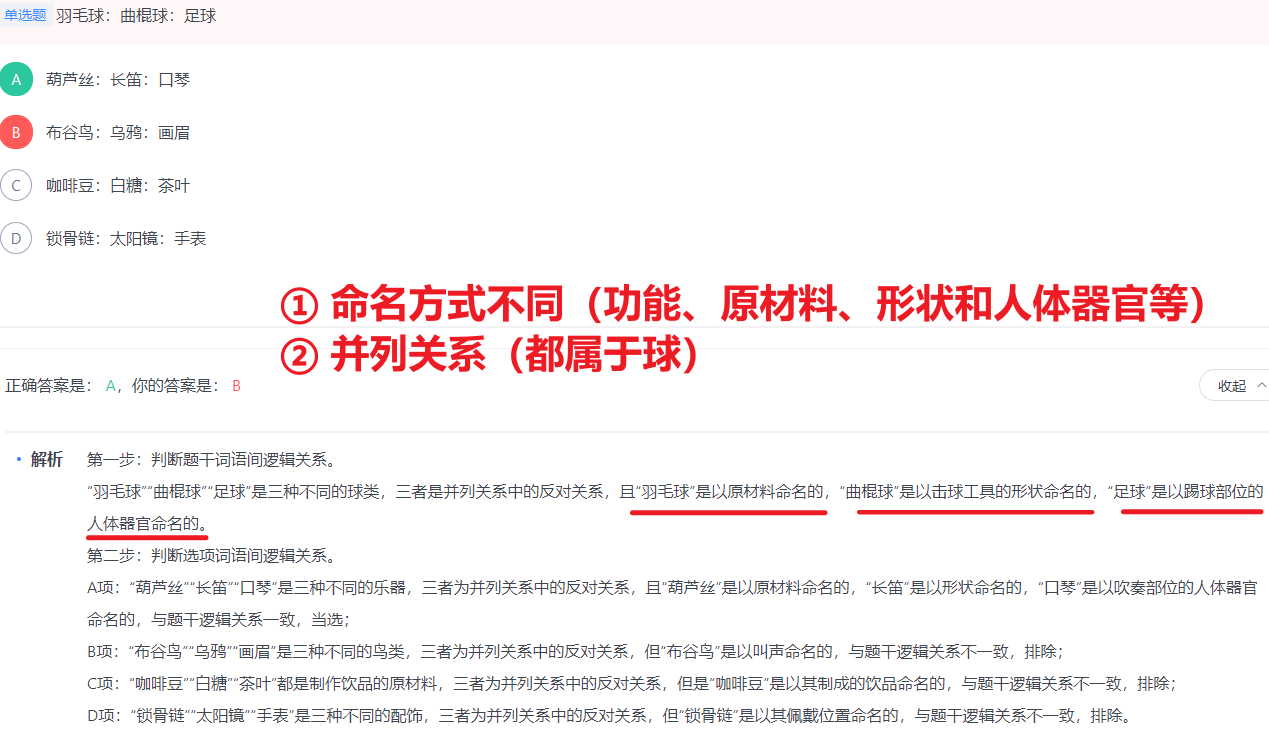 单选题 羽毛球：曲棍球：足球
A 葫芦丝：长笛：口琴
B 布谷鸟：乌鸦：画眉
C 咖啡豆：白糖：茶叶
D 锁骨链：太阳镜：手表
① 命名方式不同（功能、原材料、形状和人体器官等）
② 并列关系（都属于球）
正确答案是： A，你的答案是： B
收起
解析 第一步：判断题干词语间逻辑关系。
“羽毛球”“曲棍球”“足球”是三种不同的球类，三者是并列关系中的反对关系，且“羽毛球”是以原材料命名的，“曲棍球”是以击球工具的形状命名的，“足球”是以踢球部位的
人体器官命名的。
第二步：判断选项词语间逻辑关系。
A项：“葫芦丝”“长笛”“口琴”是三种不同的乐器，三者为并列关系中的反对关系，且“葫芦丝”是以原材料命名的，“长笛”是以形状命名的，“口琴”是以吹奏部位的人体器官
命名的，与题干逻辑关系一致，当选；
B项：“布谷鸟”“乌鸦”“画眉”是三种不同的鸟类，三者为并列关系中的反对关系，但“布谷鸟”是以叫声命名的，与题干逻辑关系不一致，排除；
C项：“咖啡豆”“白糖”“茶叶”都是制作饮品的原材料，三者为并列关系中的反对关系，但是“咖啡豆”是以其制成的饮品命名的，与题干逻辑关系不一致，排除；
D项：“锁骨链”“太阳镜”“手表”是三种不同的配饰，三者为并列关系中的反对关系，但“锁骨链”是以其佩戴位置命名的，与题干逻辑关系不一致，排除。